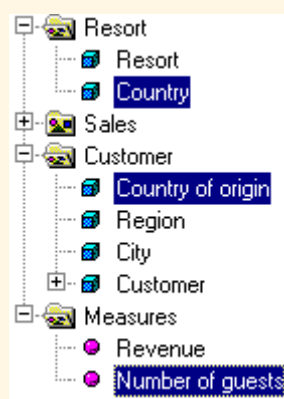 Resort
Resort
Country
Sales
Customer
Country of origin
Region
City
Customer
Measures
Revenue
Number of guests